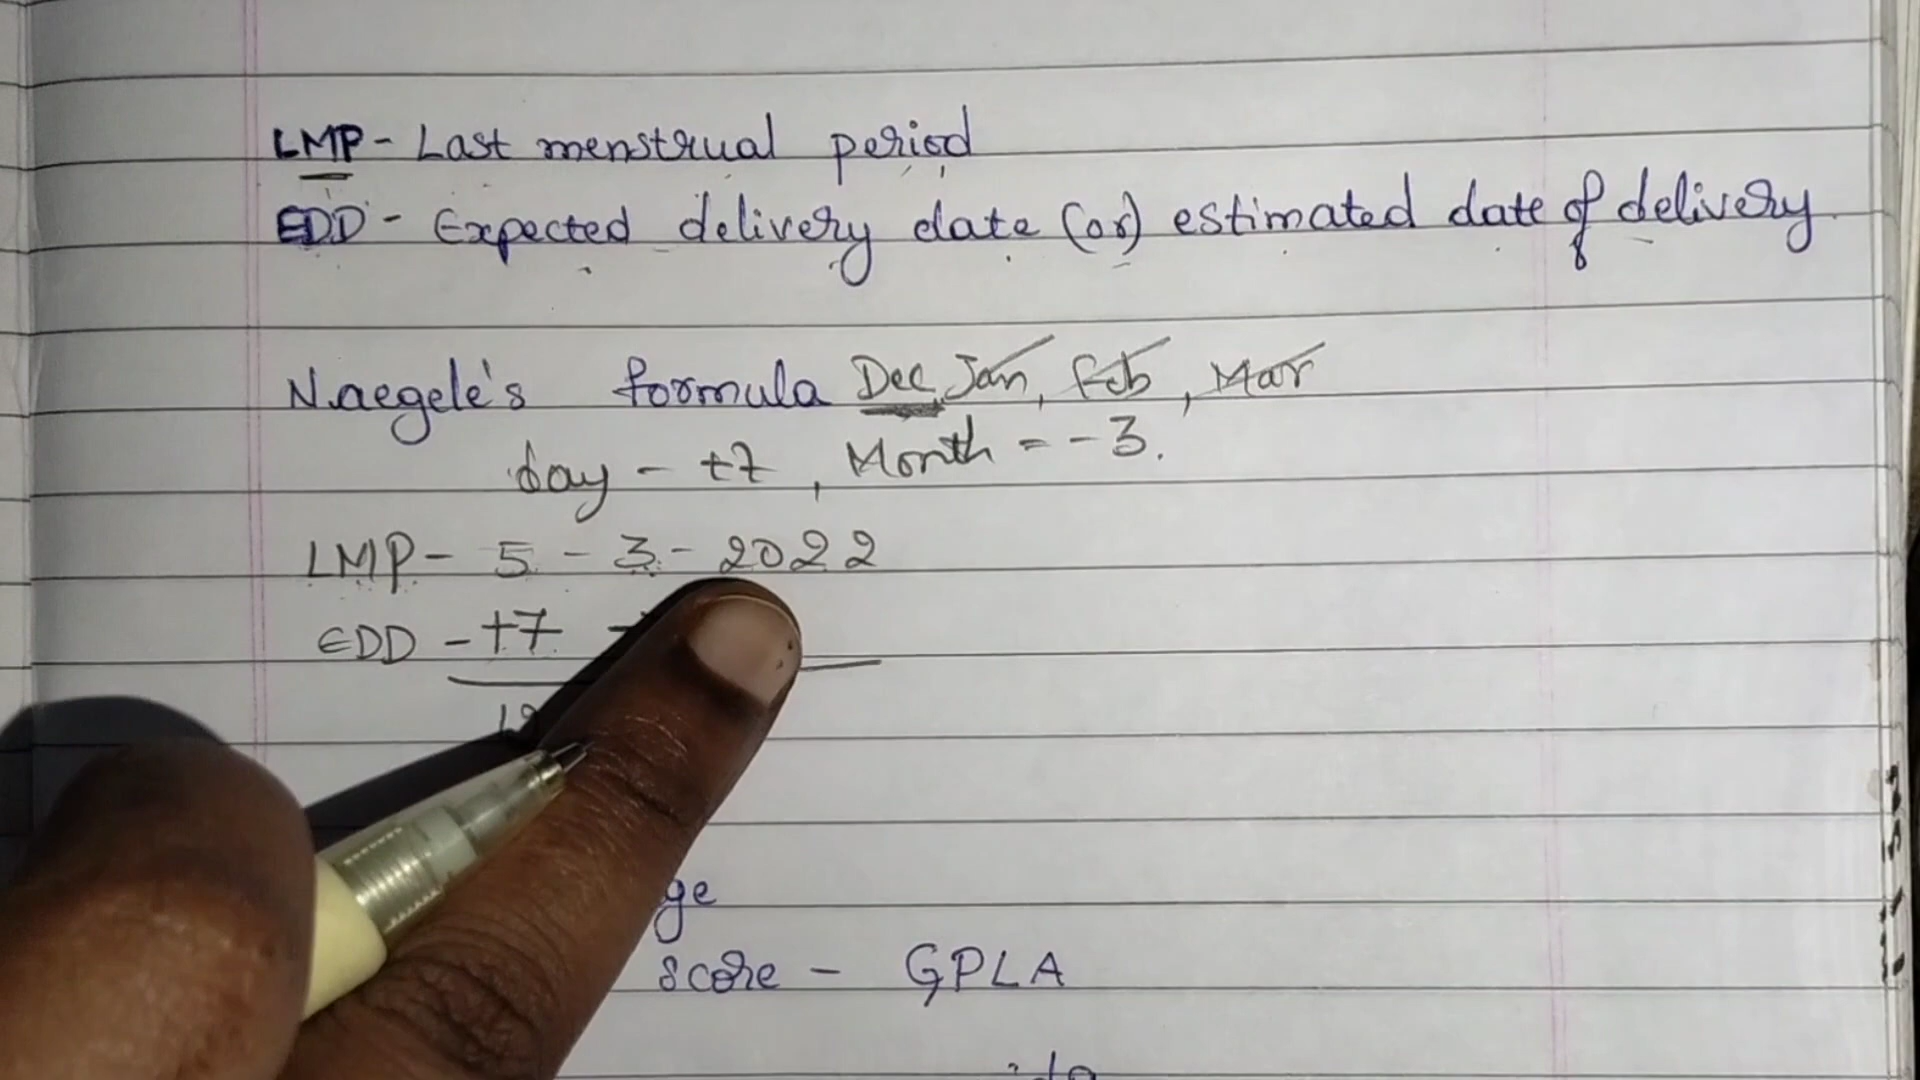 LMP - Last menstrual period
EDD - Expected delivery date (or) estimated date of delivery
Naegele's formula Dec, Jan, Feb, Mar
day - +7, Month = -3.
LMP - 5 - 3 - 2022
EDD - +7 -
12
ge
score - GPLA